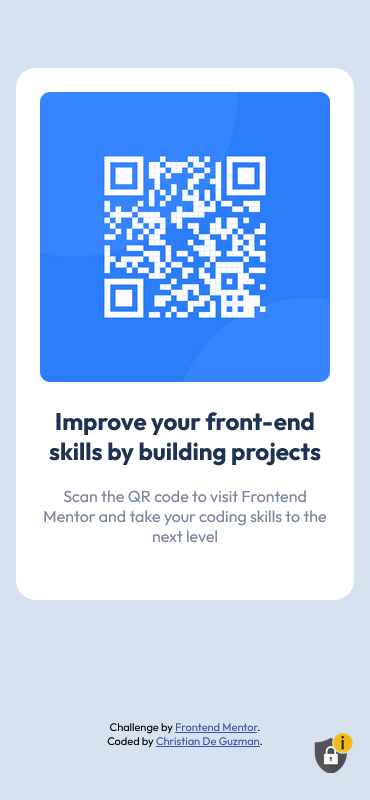 Improve your front-end
skills by building projects
Scan the QR code to visit Frontend
Mentor and take your coding skills to the
next level
Challenge by Frontend Mentor.
Coded by Christian De Guzman.
i